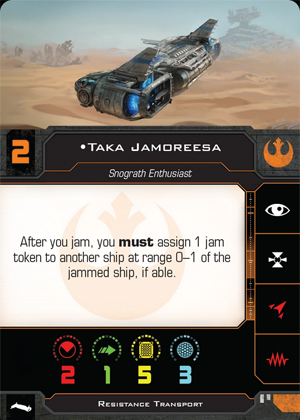 •Taka Jamoreesa
2
Snograth Enthusiast
After you jam, you must assign 1 jam
token to another ship at range 0–1 of the
jammed ship, if able.
2 1 5 3
Resistance Transport